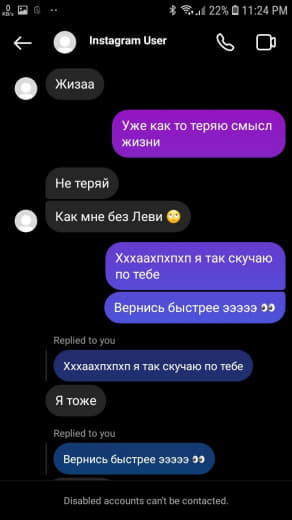 0
KB/s
22% 11:24 PM
Instagram User
Жизаа
Уже как то теряю смысл
жизни
Не теряй
Как мне без Леви 🙄
Хххаахпхпхп я так скучаю
по тебе
Вернись быстрее эээээ 👀
Replied to you
Хххаахпхпхп я так скучаю по тебе
Я тоже
Replied to you
Вернись быстрее эээээ 👀
Disabled accounts can't be contacted.